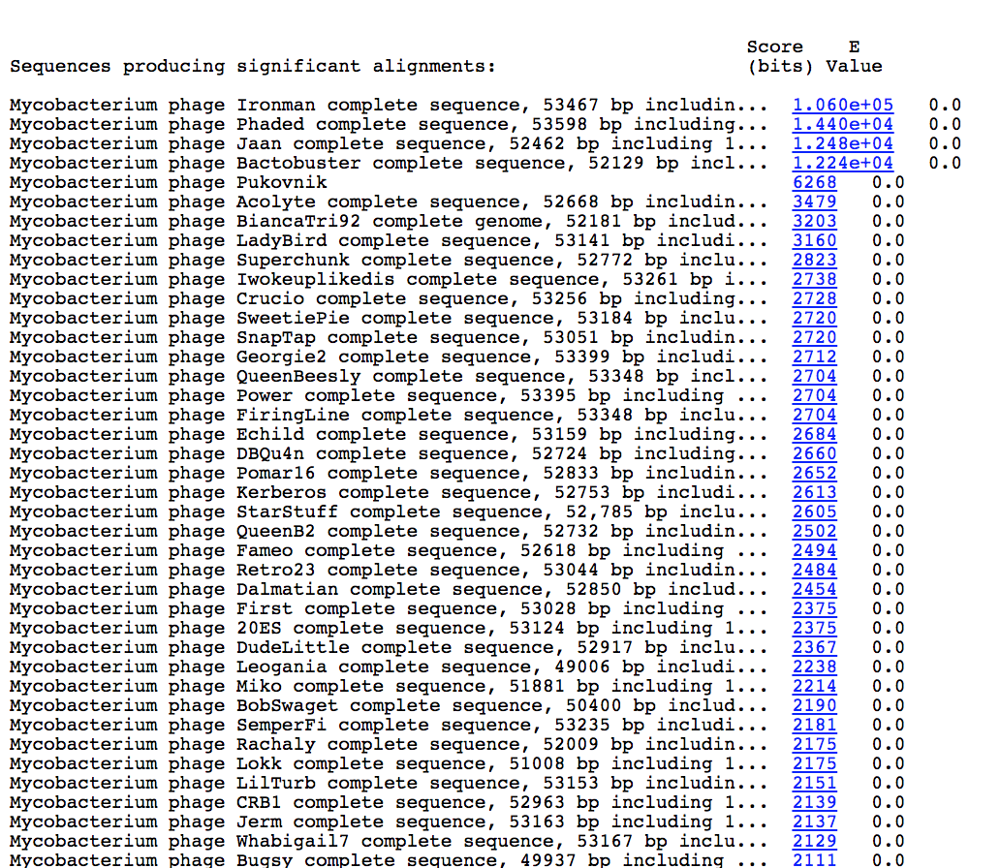 Score E
Sequences producing significant alignments: (bits) Value
Mycobacterium phage Ironman complete sequence, 53467 bp includin... 1.060e+05 0.0
Mycobacterium phage Phaded complete sequence, 53598 bp including... 1.440e+04 0.0
Mycobacterium phage Jaan complete sequence, 52462 bp including 1... 1.248e+04 0.0
Mycobacterium phage Bactobuster complete sequence, 52129 bp incl... 1.224e+04 0.0
Mycobacterium phage Pukovnik 6268 0.0
Mycobacterium phage Acolyte complete sequence, 52668 bp includin... 3479 0.0
Mycobacterium phage BiancaTri92 complete genome, 52181 bp includ... 3203 0.0
Mycobacterium phage LadyBird complete sequence, 53141 bp includi... 3160 0.0
Mycobacterium phage Superchunk complete sequence, 52772 bp inclu... 2823 0.0
Mycobacterium phage Iwokeuplikedis complete sequence, 53261 bp i... 2738 0.0
Mycobacterium phage Crucio complete sequence, 53256 bp including... 2728 0.0
Mycobacterium phage SweetiePie complete sequence, 53184 bp inclu... 2720 0.0
Mycobacterium phage SnapTap complete sequence, 53051 bp includin... 2720 0.0
Mycobacterium phage Georgie2 complete sequence, 53399 bp includi... 2712 0.0
Mycobacterium phage QueenBeesly complete sequence, 53348 bp incl... 2704 0.0
Mycobacterium phage Power complete sequence, 53395 bp including ... 2704 0.0
Mycobacterium phage FiringLine complete sequence, 53348 bp inclu... 2704 0.0
Mycobacterium phage Echild complete sequence, 53159 bp including... 2684 0.0
Mycobacterium phage DBQu4n complete sequence, 52724 bp including... 2660 0.0
Mycobacterium phage Pomar16 complete sequence, 52833 bp includin... 2652 0.0
Mycobacterium phage Kerberos complete sequence, 52753 bp includi... 2613 0.0
Mycobacterium phage StarStuff complete sequence, 52,785 bp inclu... 2605 0.0
Mycobacterium phage QueenB2 complete sequence, 52732 bp includin... 2502 0.0
Mycobacterium phage Fameo complete sequence, 52618 bp including ... 2494 0.0
Mycobacterium phage Retro23 complete sequence, 53044 bp includin... 2484 0.0
Mycobacterium phage Dalmatian complete sequence, 52850 bp includ... 2454 0.0
Mycobacterium phage First complete sequence, 53028 bp including ... 2375 0.0
Mycobacterium phage 20ES complete sequence, 53124 bp including 1... 2375 0.0
Mycobacterium phage DudeLittle complete sequence, 52917 bp inclu... 2367 0.0
Mycobacterium phage Leogania complete sequence, 49006 bp includi... 2238 0.0
Mycobacterium phage Miko complete sequence, 51881 bp including 1... 2214 0.0
Mycobacterium phage BobSwaget complete sequence, 50400 bp includ... 2190 0.0
Mycobacterium phage SemperFi complete sequence, 53235 bp includi... 2181 0.0
Mycobacterium phage Rachaly complete sequence, 52009 bp includin... 2175 0.0
Mycobacterium phage Lokk complete sequence, 51008 bp including 1... 2175 0.0
Mycobacterium phage LilTurb complete sequence, 53153 bp includin... 2151 0.0
Mycobacterium phage CRB1 complete sequence, 52963 bp including 1... 2139 0.0
Mycobacterium phage Jerm complete sequence, 53163 bp including 1... 2137 0.0
Mycobacterium phage Whabigail7 complete sequence, 53167 bp inclu... 2129 0.0
Mycobacterium phage Bugsy complete sequence, 49937 bp including ... 2111 0.0